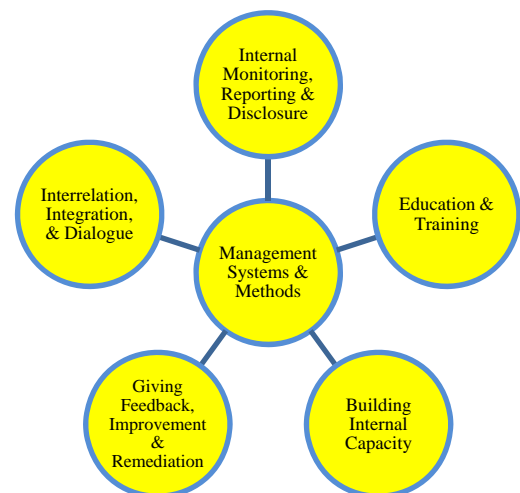 Internal
Monitoring,
Reporting &
Disclosure
Interrelation,
Integration,
& Dialogue
Education &
Training
Management
Systems &
Methods
Giving
Feedback,
Improvement
&
Remediation
Building
Internal
Capacity